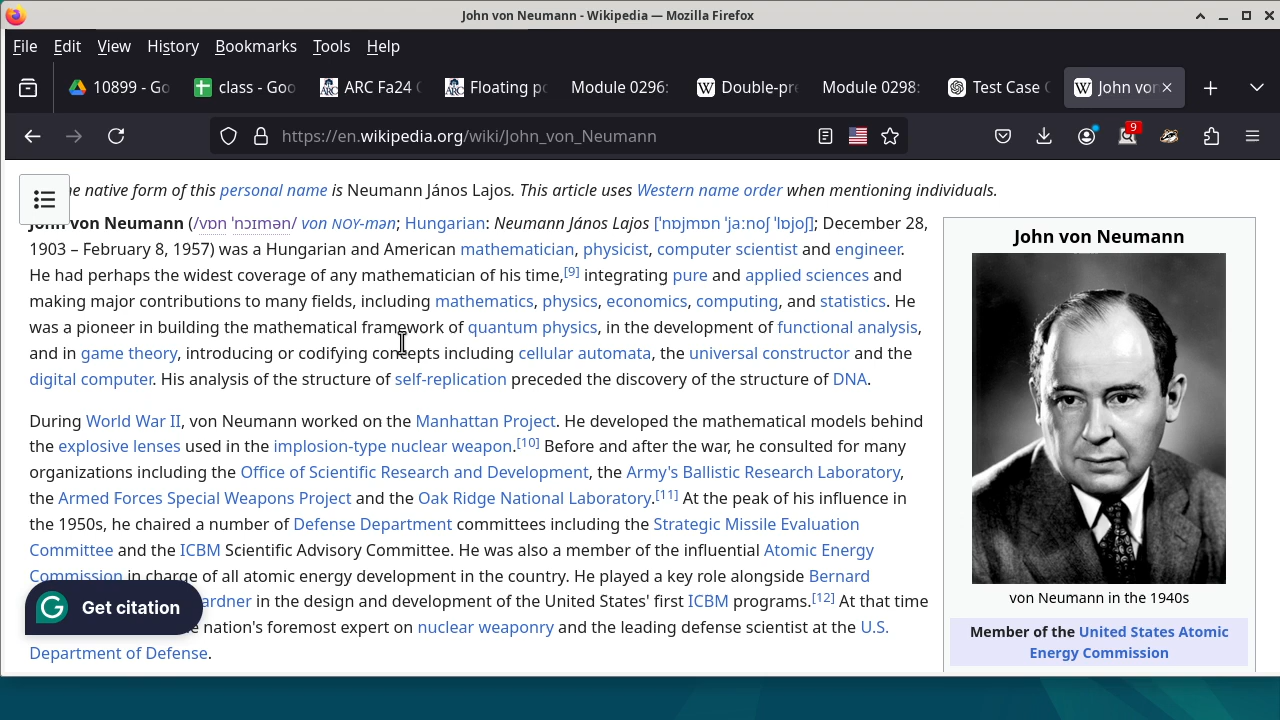 John von Neumann - Wikipedia — Mozilla Firefox
File Edit View History Bookmarks Tools Help
10899 - Go class - Goo ARC Fa24 Floating po Module 0296: Double-pre Module 0298: Test Case John von
https://en.wikipedia.org/wiki/John_von_Neumann
9
native form of this personal name is Neumann János Lajos. This article uses Western name order when mentioning individuals.
John von Neumann (/vɒn ˈnɔɪmən/ von NOY-mən; Hungarian: Neumann János Lajos [ˈnɒjmɒn ˈjaːnoʃ ˈlɒjoʃ]; December 28,
1903 – February 8, 1957) was a Hungarian and American mathematician, physicist, computer scientist and engineer.
He had perhaps the widest coverage of any mathematician of his time,[9] integrating pure and applied sciences and
making major contributions to many fields, including mathematics, physics, economics, computing, and statistics. He
was a pioneer in building the mathematical framework of quantum physics, in the development of functional analysis,
and in game theory, introducing or codifying concepts including cellular automata, the universal constructor and the
digital computer. His analysis of the structure of self-replication preceded the discovery of the structure of DNA.
During World War II, von Neumann worked on the Manhattan Project. He developed the mathematical models behind
the explosive lenses used in the implosion-type nuclear weapon.[10] Before and after the war, he consulted for many
organizations including the Office of Scientific Research and Development, the Army's Ballistic Research Laboratory,
the Armed Forces Special Weapons Project and the Oak Ridge National Laboratory.[11] At the peak of his influence in
the 1950s, he chaired a number of Defense Department committees including the Strategic Missile Evaluation
Committee and the ICBM Scientific Advisory Committee. He was also a member of the influential Atomic Energy
Commission in charge of all atomic energy development in the country. He played a key role alongside Bernard
ardner in the design and development of the United States' first ICBM programs.[12] At that time
nation's foremost expert on nuclear weaponry and the leading defense scientist at the U.S.
Department of Defense.
Get citation
John von Neumann
von Neumann in the 1940s
Member of the United States Atomic
Energy Commission